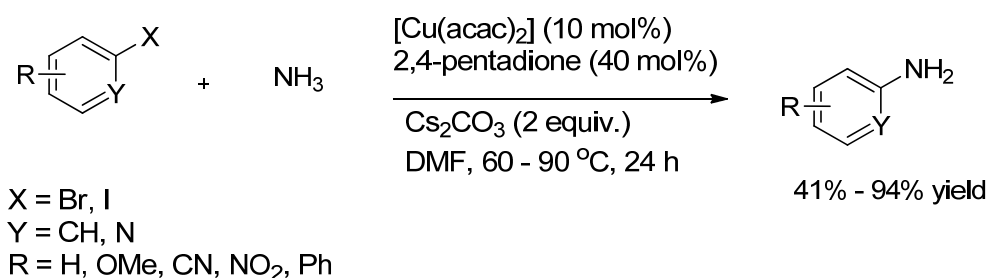 X
R
Y
+
NH₃
[Cu(acac)₂] (10 mol%)
2,4-pentadione (40 mol%)
Cs₂CO₃ (2 equiv.)
DMF, 60 - 90 ᴼC, 24 h
NH₂
R
Y
41% - 94% yield
X = Br, I
Y = CH, N
R = H, OMe, CN, NO₂, Ph